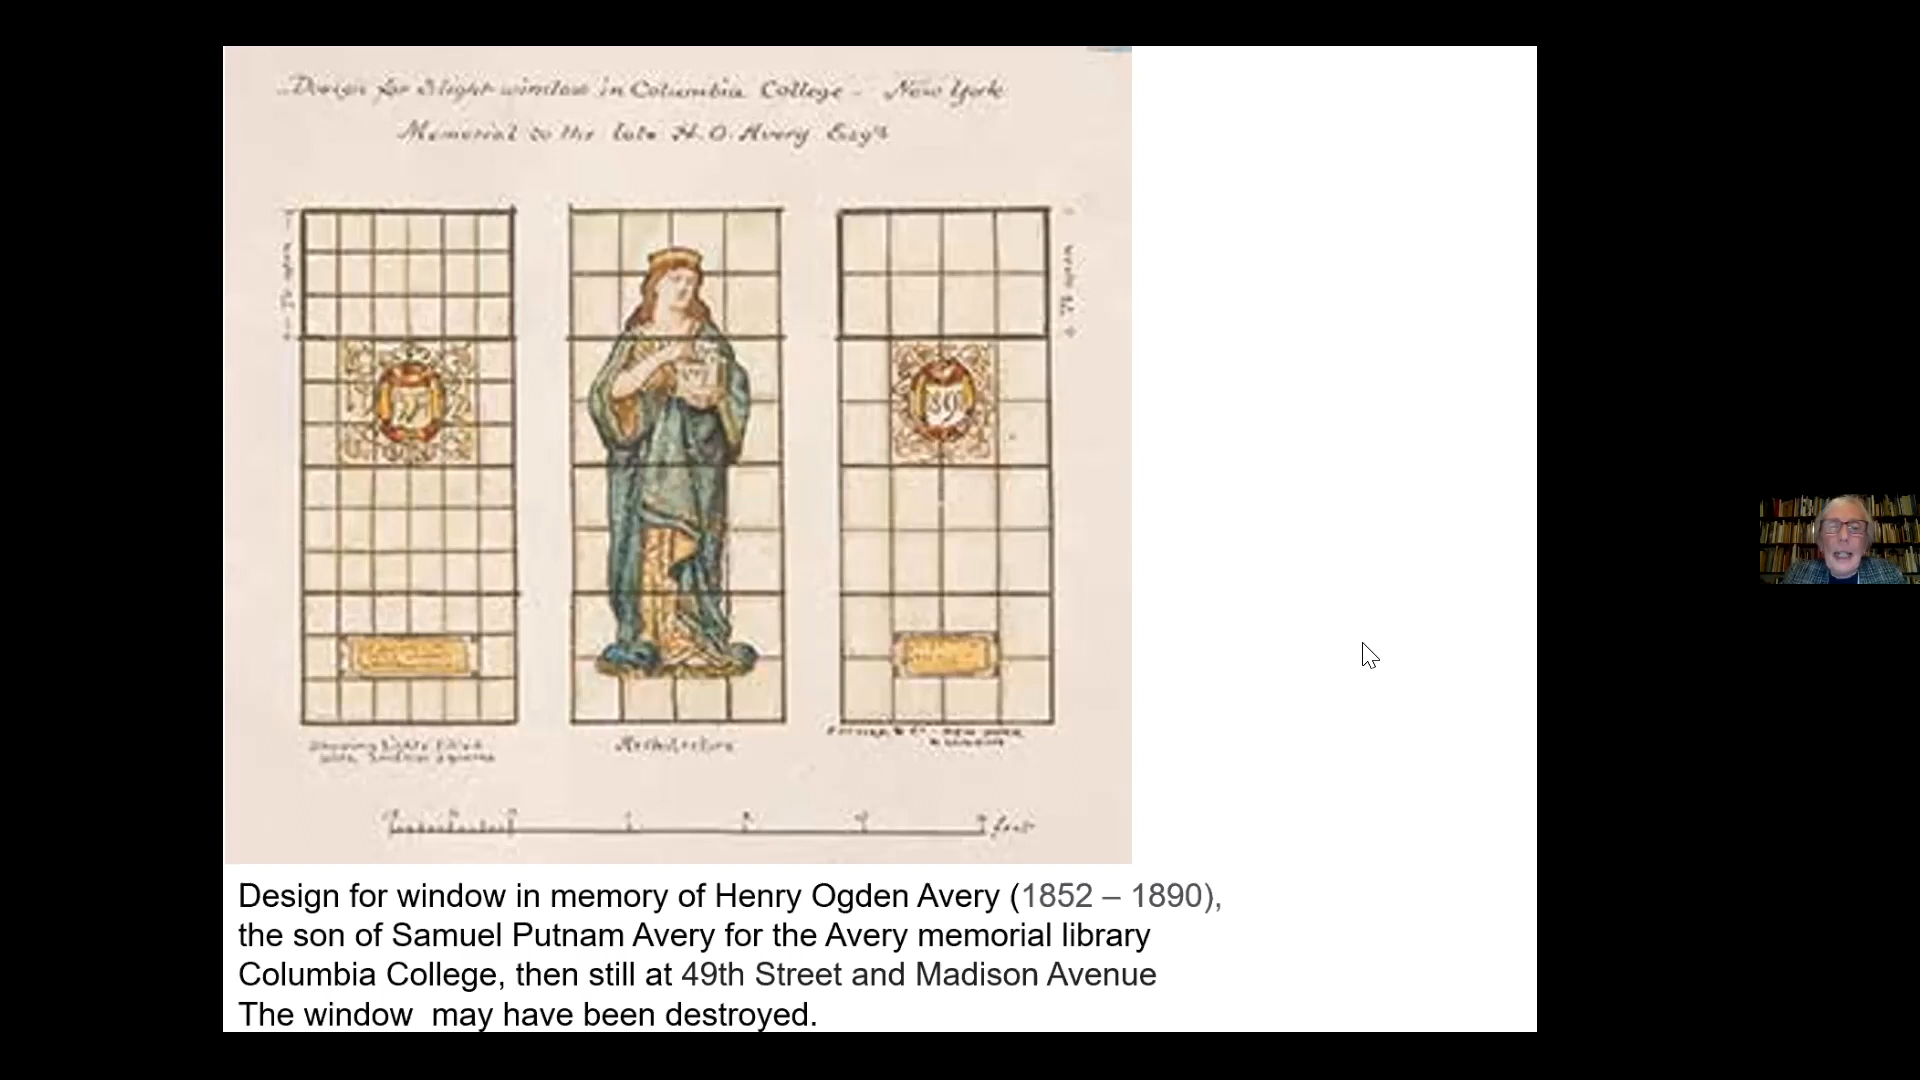 Design for 3 light window in Columbia College - New York
Memorial to the late H. O. Avery Esqre
Architecture
feet
Design for window in memory of Henry Ogden Avery (1852 – 1890),
the son of Samuel Putnam Avery for the Avery memorial library
Columbia College, then still at 49th Street and Madison Avenue
The window may have been destroyed.